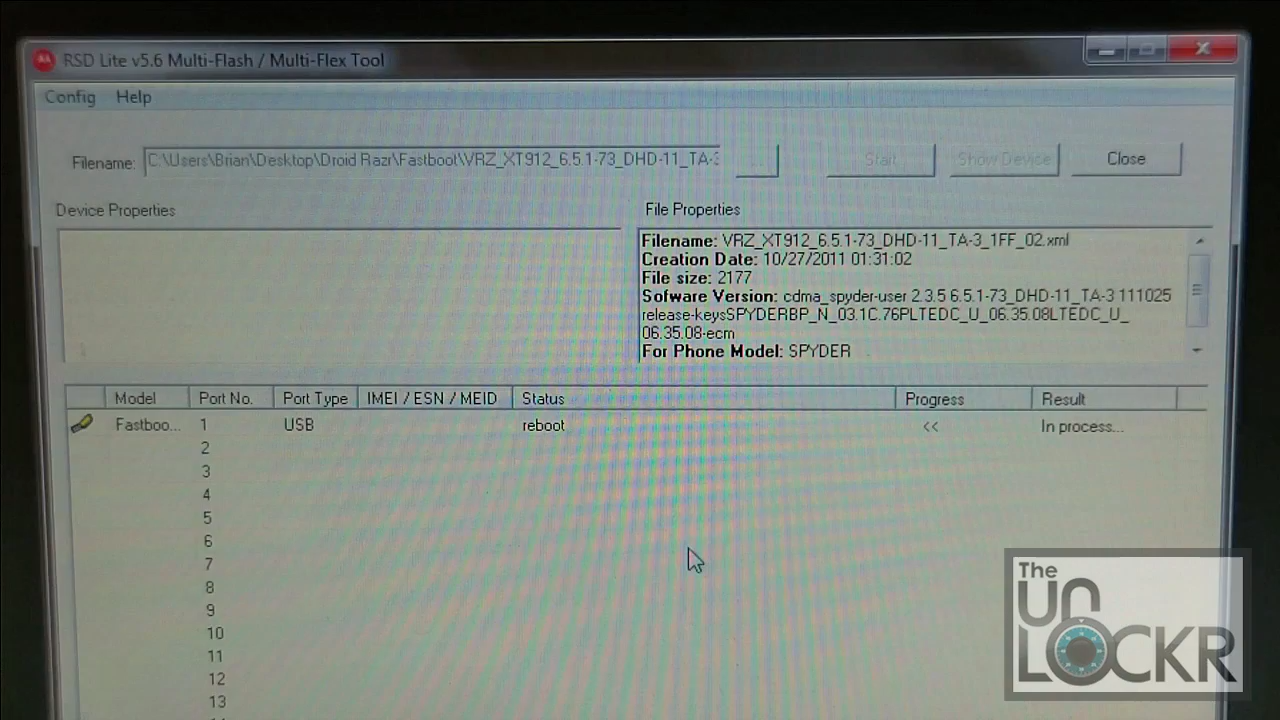 RSD Lite v5.6 Multi-Flash / Multi-Flex Tool
Config Help
Filename: C:\Users\Brian\Desktop\Droid Razr\Fastboot\VRZ_XT912_6.5.1-73_DHD-11_TA-3 ... Start Show Device Close
Device Properties File Properties
Filename: VRZ_XT912_6.5.1-73_DHD-11_TA-3_1FF_02.xml
Creation Date: 10/27/2011 01:31:02
File size: 2177
Sofware Version: cdma_spyder-user 2.3.5 6.5.1-73_DHD-11_TA-3 111025
release-keysSPYDERBP_N_03.1C.76PLTEDC_U_06.35.08LTEDC_U_
06.35.08-ecm
For Phone Model: SPYDER
Model Port No. Port Type IMEI / ESN / MEID Status Progress Result
Fastboo... 1 USB reboot << In process...
2
3
4
5
6
7
8
9
10
11
12
13
The
UNLOCKR